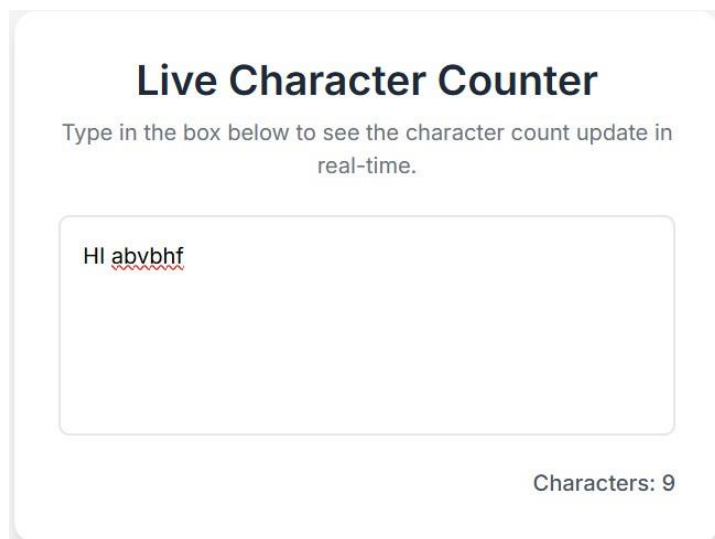 Live Character Counter
Type in the box below to see the character count update in
real-time.
HI abvbhf
Characters: 9